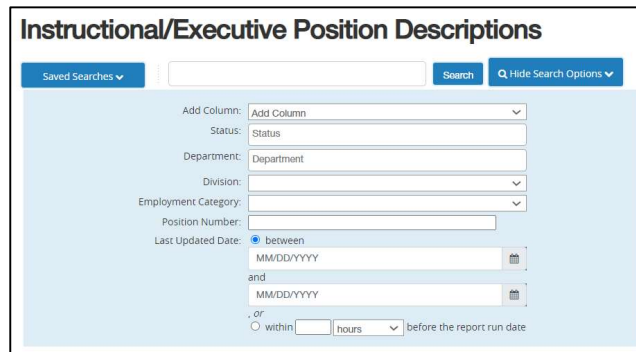 Instructional/Executive Position Descriptions
Saved Searches Search Hide Search Options
Add Column: Add Column
Status: Status
Department: Department
Division:
Employment Category:
Position Number:
Last Updated Date: between
MM/DD/YYYY
and
MM/DD/YYYY
, or
within hours before the report run date